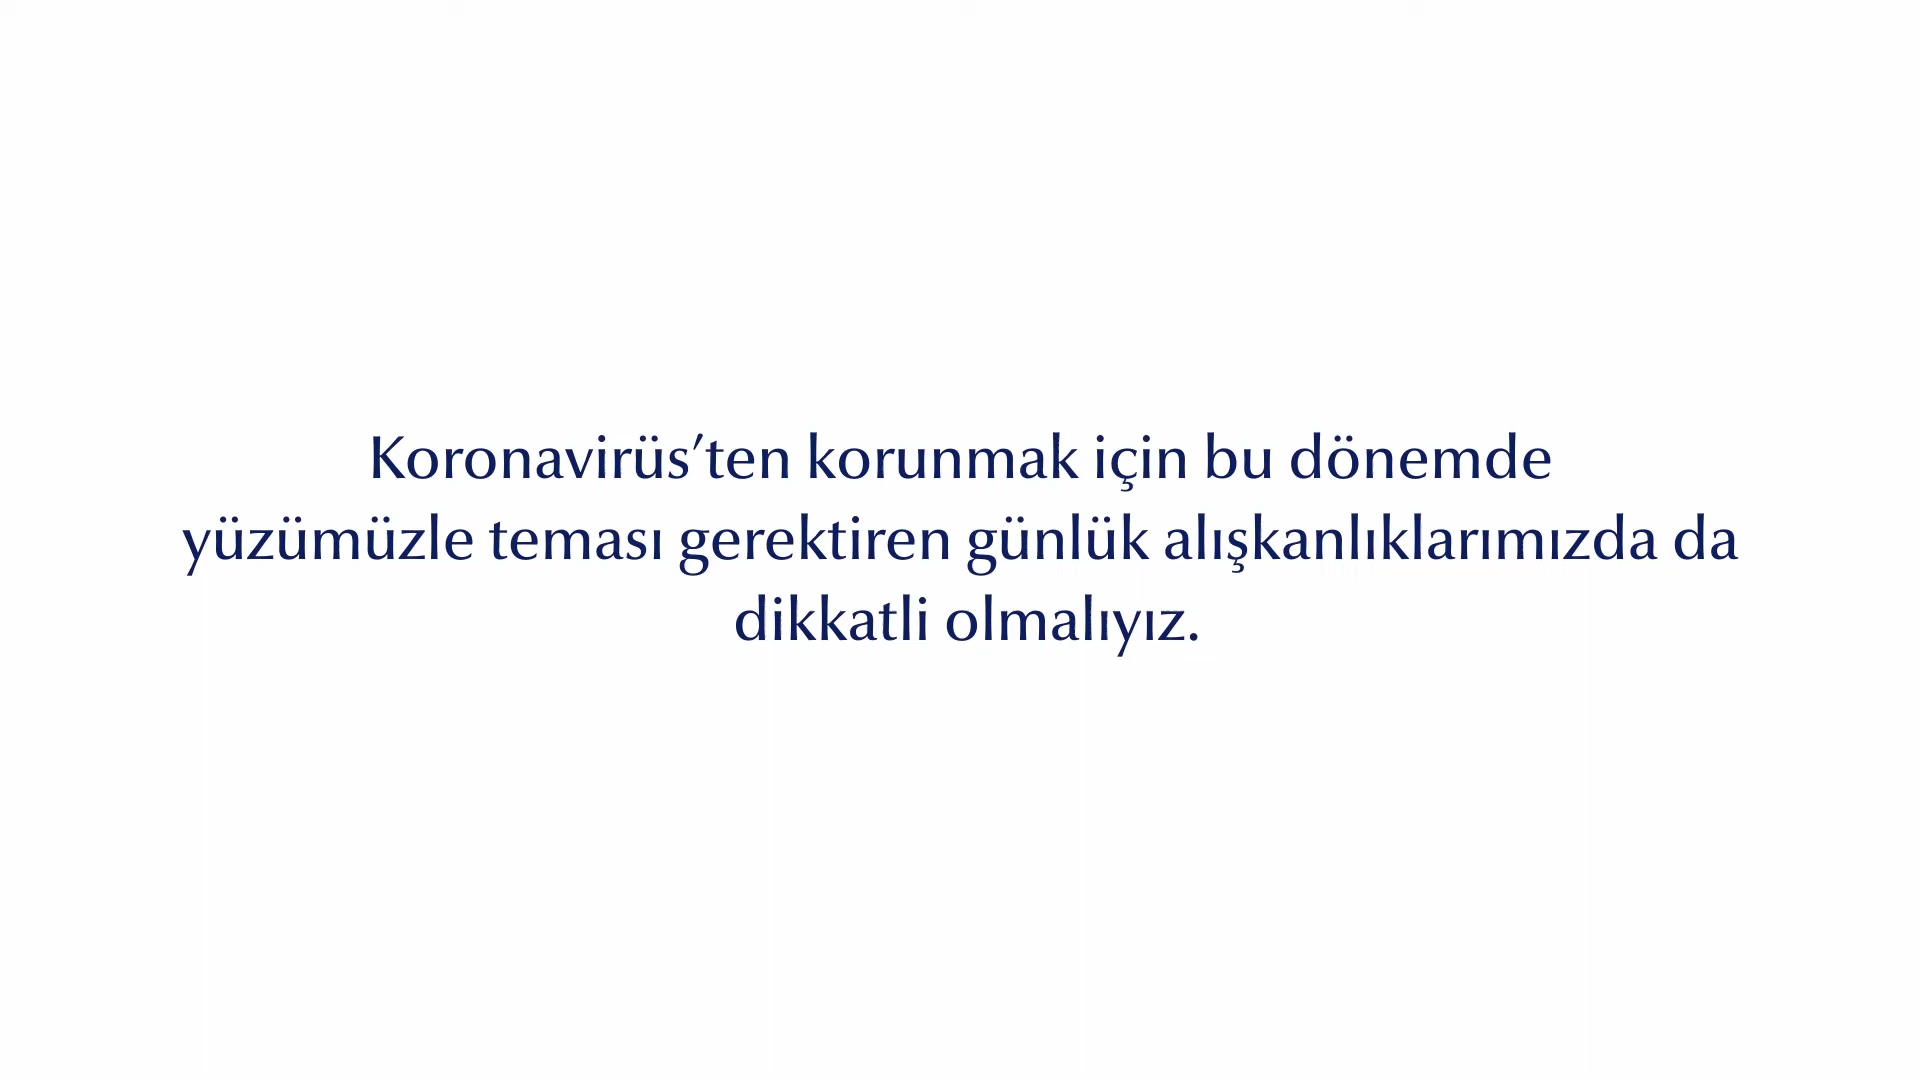 Koronavirüs’ten korunmak için bu dönemde
yüzümüzle teması gerektiren günlük alışkanlıklarımızda da
dikkatli olmalıyız.